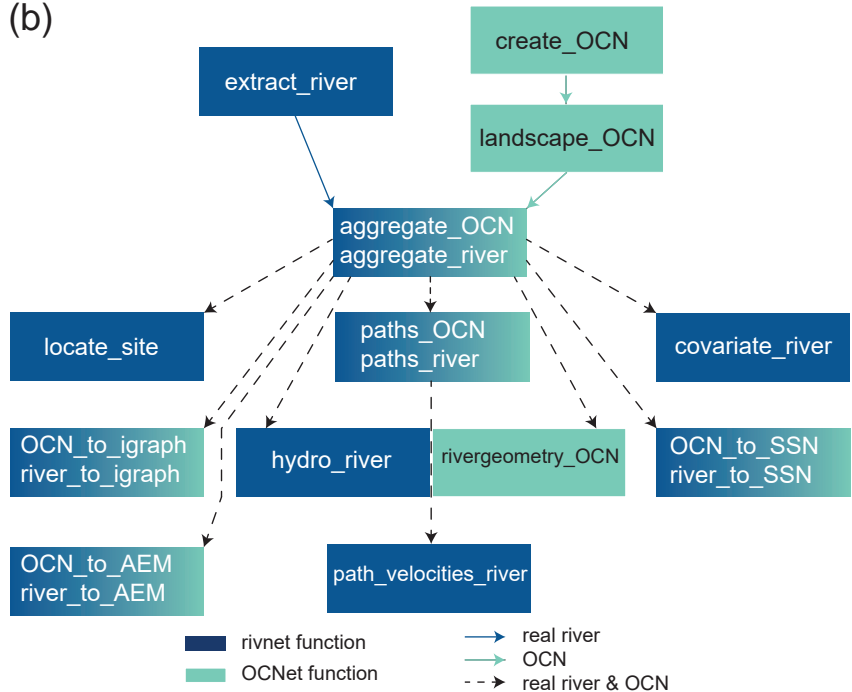 (b)
create_OCN
extract_river
landscape_OCN
aggregate_OCN
aggregate_river
locate_site
paths_OCN
paths_river
covariate_river
OCN_to_igraph
river_to_igraph
hydro_river
rivergeometry_OCN
OCN_to_SSN
river_to_SSN
OCN_to_AEM
river_to_AEM
path_velocities_river
rivnet function
OCNet function
real river
OCN
real river & OCN